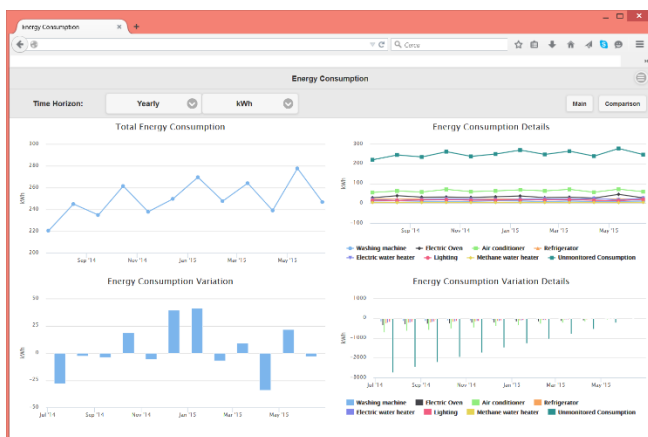 Energy Consumption
Cerca
Energy Consumption
Time Horizon: Yearly kWh Main Comparison
Total Energy Consumption
kWh
300
280
260
240
220
200
Sep '14 Nov '14 Jan '15 Mar '15 May '15
Energy Consumption Details
kWh
300
200
100
0
-100
Sep '14 Nov '14 Jan '15 Mar '15 May '15
Washing machine Electric Oven Air conditioner Refrigerator
Electric water heater Lighting Methane water heater Unmonitored Consumption
Energy Consumption Variation
kWh
50
25
0
-25
50
Jul '14 Sep '14 Nov '14 Jan '15 Mar '15 May '15
Energy Consumption Variation Details
kWh
1000
0
-1000
-2000
-3000
Jul '14 Sep '14 Nov '14 Jan '15 Mar '15 May '15
Washing machine Electric Oven Air conditioner Refrigerator
Electric water heater Lighting Methane water heater Unmonitored Consumption